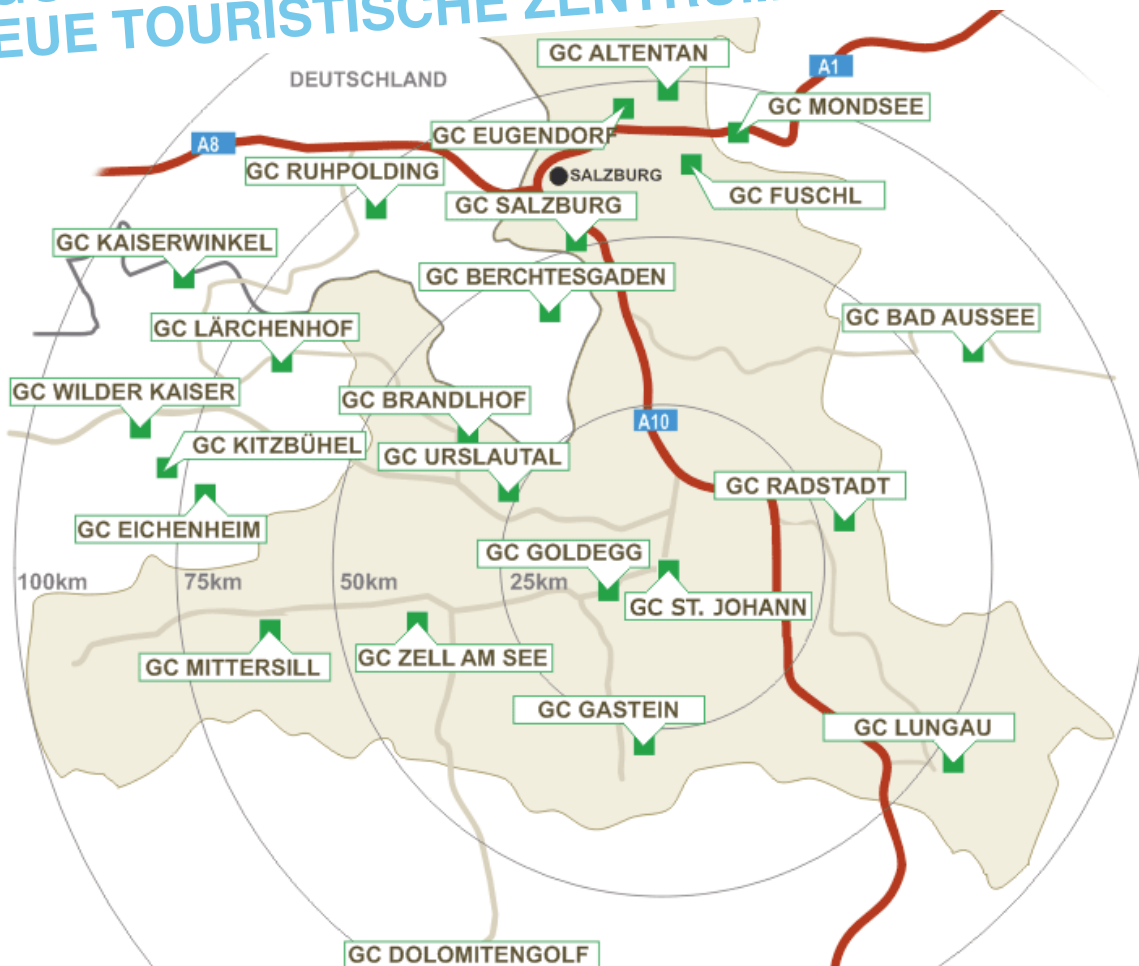 EUE TOURISTISCHE ZENTRUM
GC ALTENTAN
DEUTSCHLAND
A1
GC MONDSEE
GC EUGENDORF
A8
GC RUHPOLDING
SALZBURG
GC FUSCHL
GC SALZBURG
GC KAISERWINKEL
GC BERCHTESGADEN
GC LÄRCHENHOF
GC BAD AUSSEE
GC WILDER KAISER
GC BRANDLHOF
A10
GC KITZBÜHEL
GC URSLAUTAL
GC RADSTADT
GC EICHENHEIM
GC GOLDEGG
100km
75km
50km
25km
GC ST. JOHANN
GC MITTERSILL
GC ZELL AM SEE
GC GASTEIN
GC LUNGAU
GC DOLOMITENGOLF